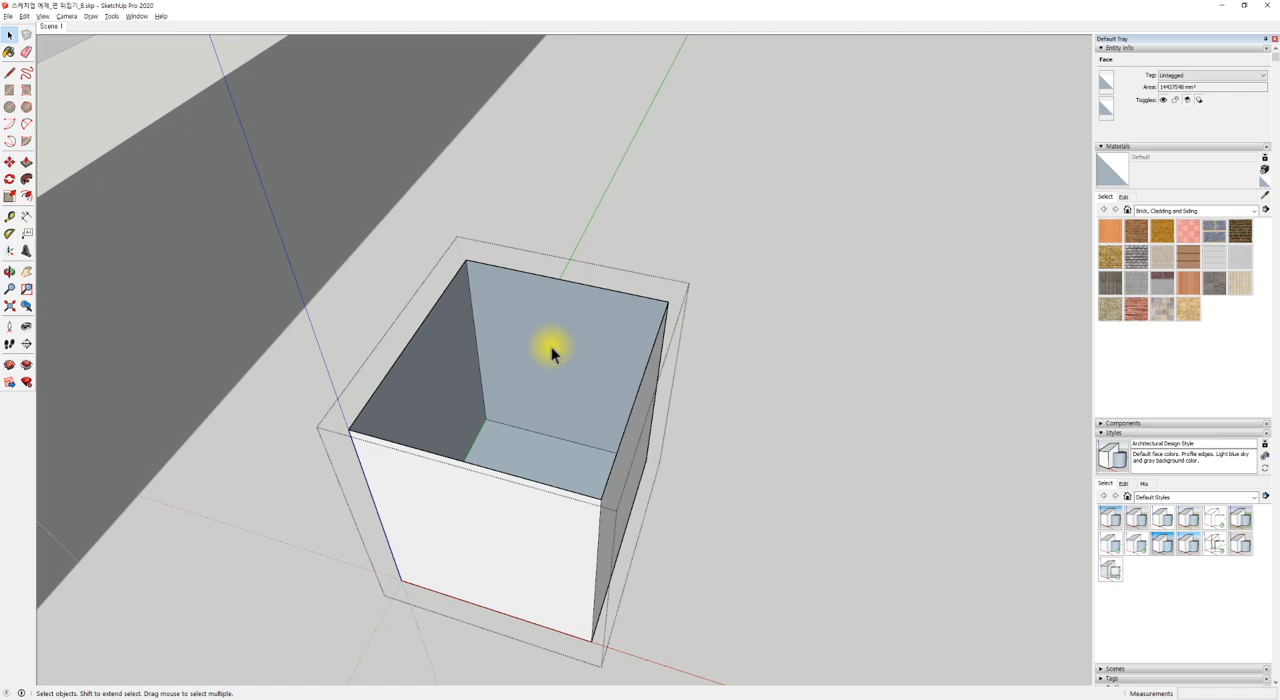 스케치업 예제_면 뒤집기_8.skp - SketchUp Pro 2020
File Edit View Camera Draw Tools Window Help
Scene 1
Default Tray
Entity Info
Face
Tag: Untagged
Area: 14437548 mm²
Toggles:
Materials
Default
Select Edit
Brick, Cladding and Siding
Components
Styles
Architectural Design Style
Default face colors. Profile edges. Light blue sky
and gray background color.
Select Edit Mix
Default Styles
Scenes
Tags
Select objects. Shift to extend select. Drag mouse to select multiple.
Measurements